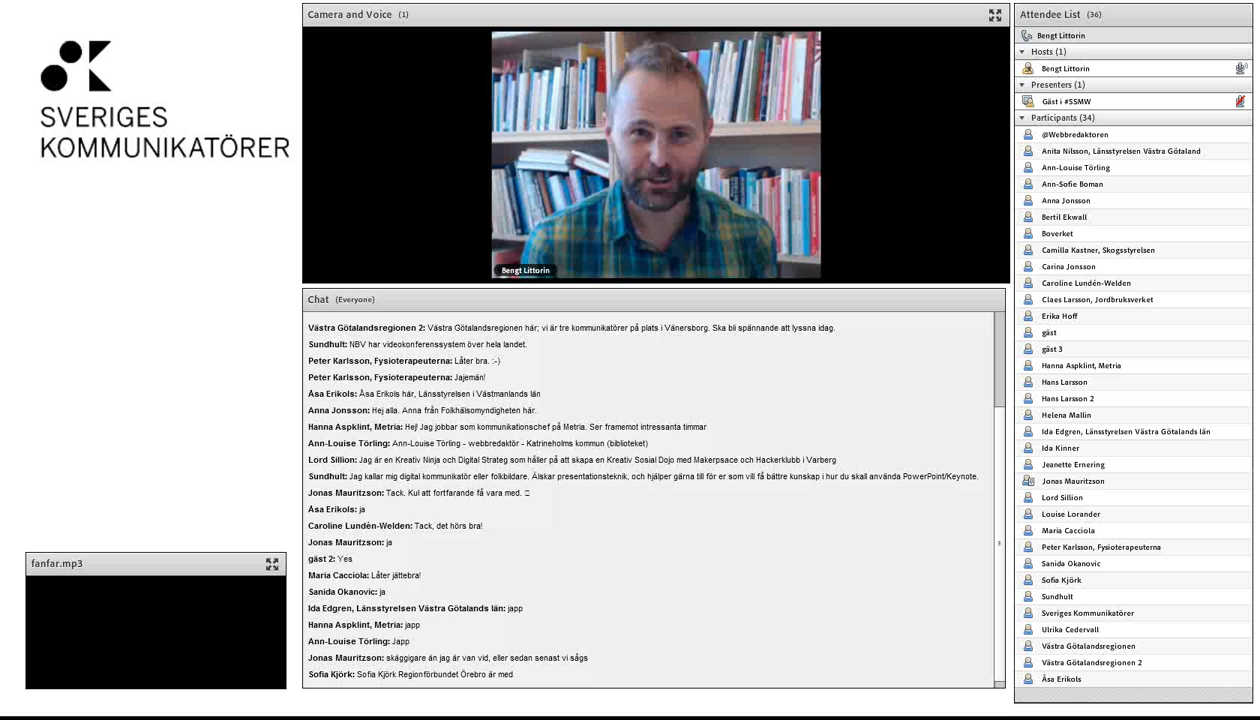 SVERIGES
KOMMUNIKATÖRER
fanfar.mp3
Camera and Voice (1)
Bengt Littorin
Chat (Everyone)
Västra Götalandsregionen 2: Västra Götalandsregionen här; vi är tre kommunikatörer på plats i Vänersborg. Ska bli spännande att lyssna idag.
Sundhult: NBV har videokonferenssystem över hela landet.
Peter Karlsson, Fysioterapeuterna: Låter bra. :-)
Peter Karlsson, Fysioterapeuterna: Jajemän!
Åsa Erikols: Åsa Erikols här, Länsstyrelsen i Västmanlands län
Anna Jonsson: Hej alla. Anna från Folkhälsomyndigheten här.
Hanna Aspklint, Metria: Hej! Jag jobbar som kommunikationschef på Metria. Ser framemot intressanta timmar
Ann-Louise Törling: Ann-Louise Törling - webbredaktör - Katrineholms kommun (biblioteket)
Lord Sillion: Jag är en Kreativ Ninja och Digital Strateg som håller på att skapa en Kreativ Sosial Dojo med Makerpsace och Hackerklubb i Varberg
Sundhult: Jag kallar mig digital kommunikatör eller folkbildare. Älskar presentationsteknik, och hjälper gärna till för er som vill få bättre kunskap i hur du skall använda PowerPoint/Keynote.
Jonas Mauritzson: Tack. Kul att fortfarande få vara med.
Åsa Erikols: ja
Caroline Lundén-Welden: Tack, det hörs bra!
Jonas Mauritzson: ja
gäst 2: Yes
Maria Cacciola: Låter jättebra!
Sanida Okanovic: ja
Ida Edgren, Länsstyrelsen Västra Götalands län: japp
Hanna Aspklint, Metria: japp
Ann-Louise Törling: Japp
Jonas Mauritzson: skäggigare än jag är van vid, eller sedan senast vi sågs
Sofia Kjörk: Sofia Kjörk Regionförbundet Örebro är med
Attendee List (36)
Bengt Littorin
Hosts (1)
Bengt Littorin
Presenters (1)
Gäst i #SSMW
Participants (34)
@Webbredaktoren
Anita Nilsson, Länsstyrelsen Västra Götaland
Ann-Louise Törling
Ann-Sofie Boman
Anna Jonsson
Bertil Ekwall
Boverket
Camilla Kastner, Skogsstyrelsen
Carina Jonsson
Caroline Lundén-Welden
Claes Larsson, Jordbruksverket
Erika Hoff
gäst
gäst 3
Hanna Aspklint, Metria
Hans Larsson
Hans Larsson 2
Helena Mallin
Ida Edgren, Länsstyrelsen Västra Götalands län
Ida Kinner
Jeanette Ernering
Jonas Mauritzson
Lord Sillion
Louise Lorander
Maria Cacciola
Peter Karlsson, Fysioterapeuterna
Sanida Okanovic
Sofia Kjörk
Sundhult
Sveriges Kommunikatörer
Ulrika Cedervall
Västra Götalandsregionen
Västra Götalandsregionen 2
Åsa Erikols